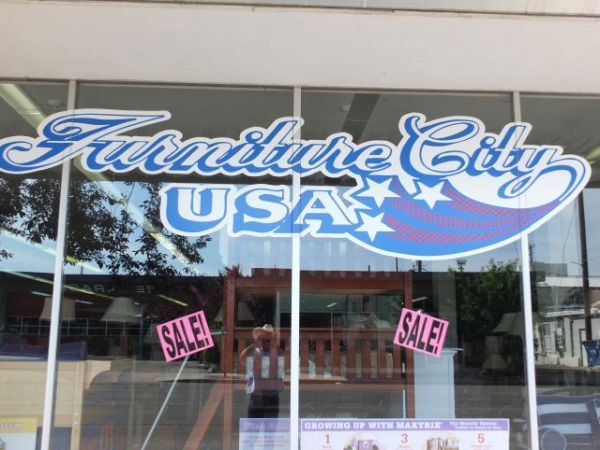 Furniture City
USA
SALE!
SALE!
GROWING UP WITH MAXTRIX
1 3 5